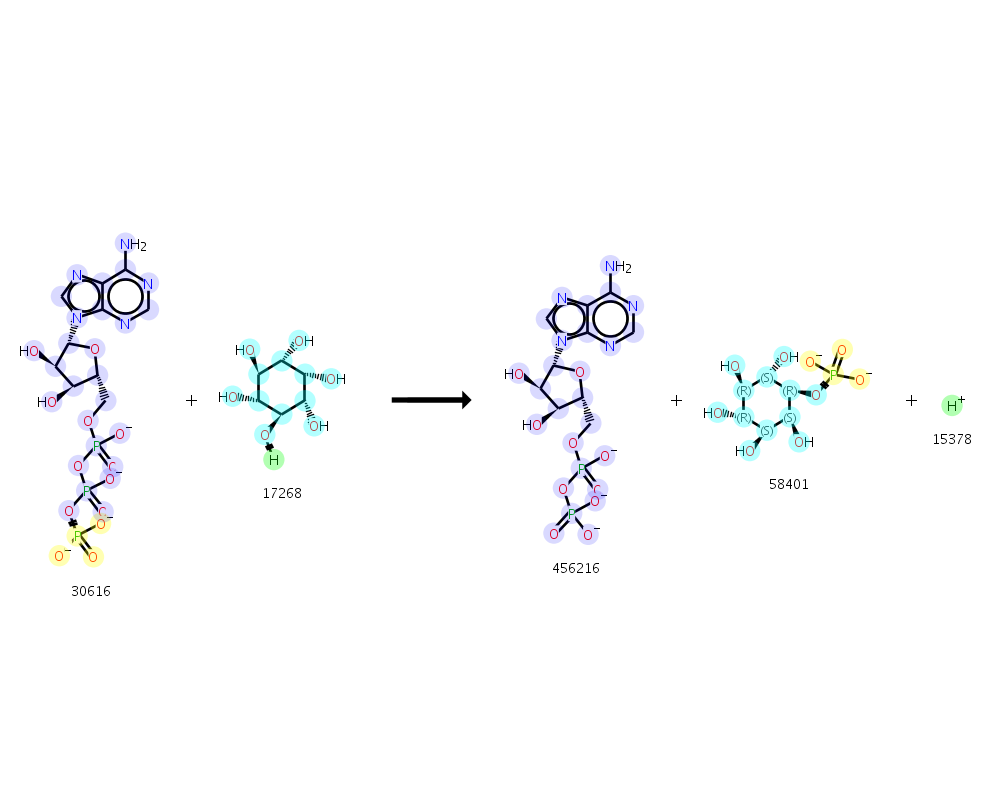 NH2
N N
N N
HO O
HO
O
P O−
O O
O−
P
O O
O−
P
O− O
30616
+
HO OH
OH
HO
O OH
H
17268
NH2
N N
N N
HO O
HO
O
P O−
O O
O−
P
O O−
456216
+
O− O
HO OH P O−
(S)
(R) (R) O
HO (R) (S)
(S)
HO OH
58401
+
H+
15378